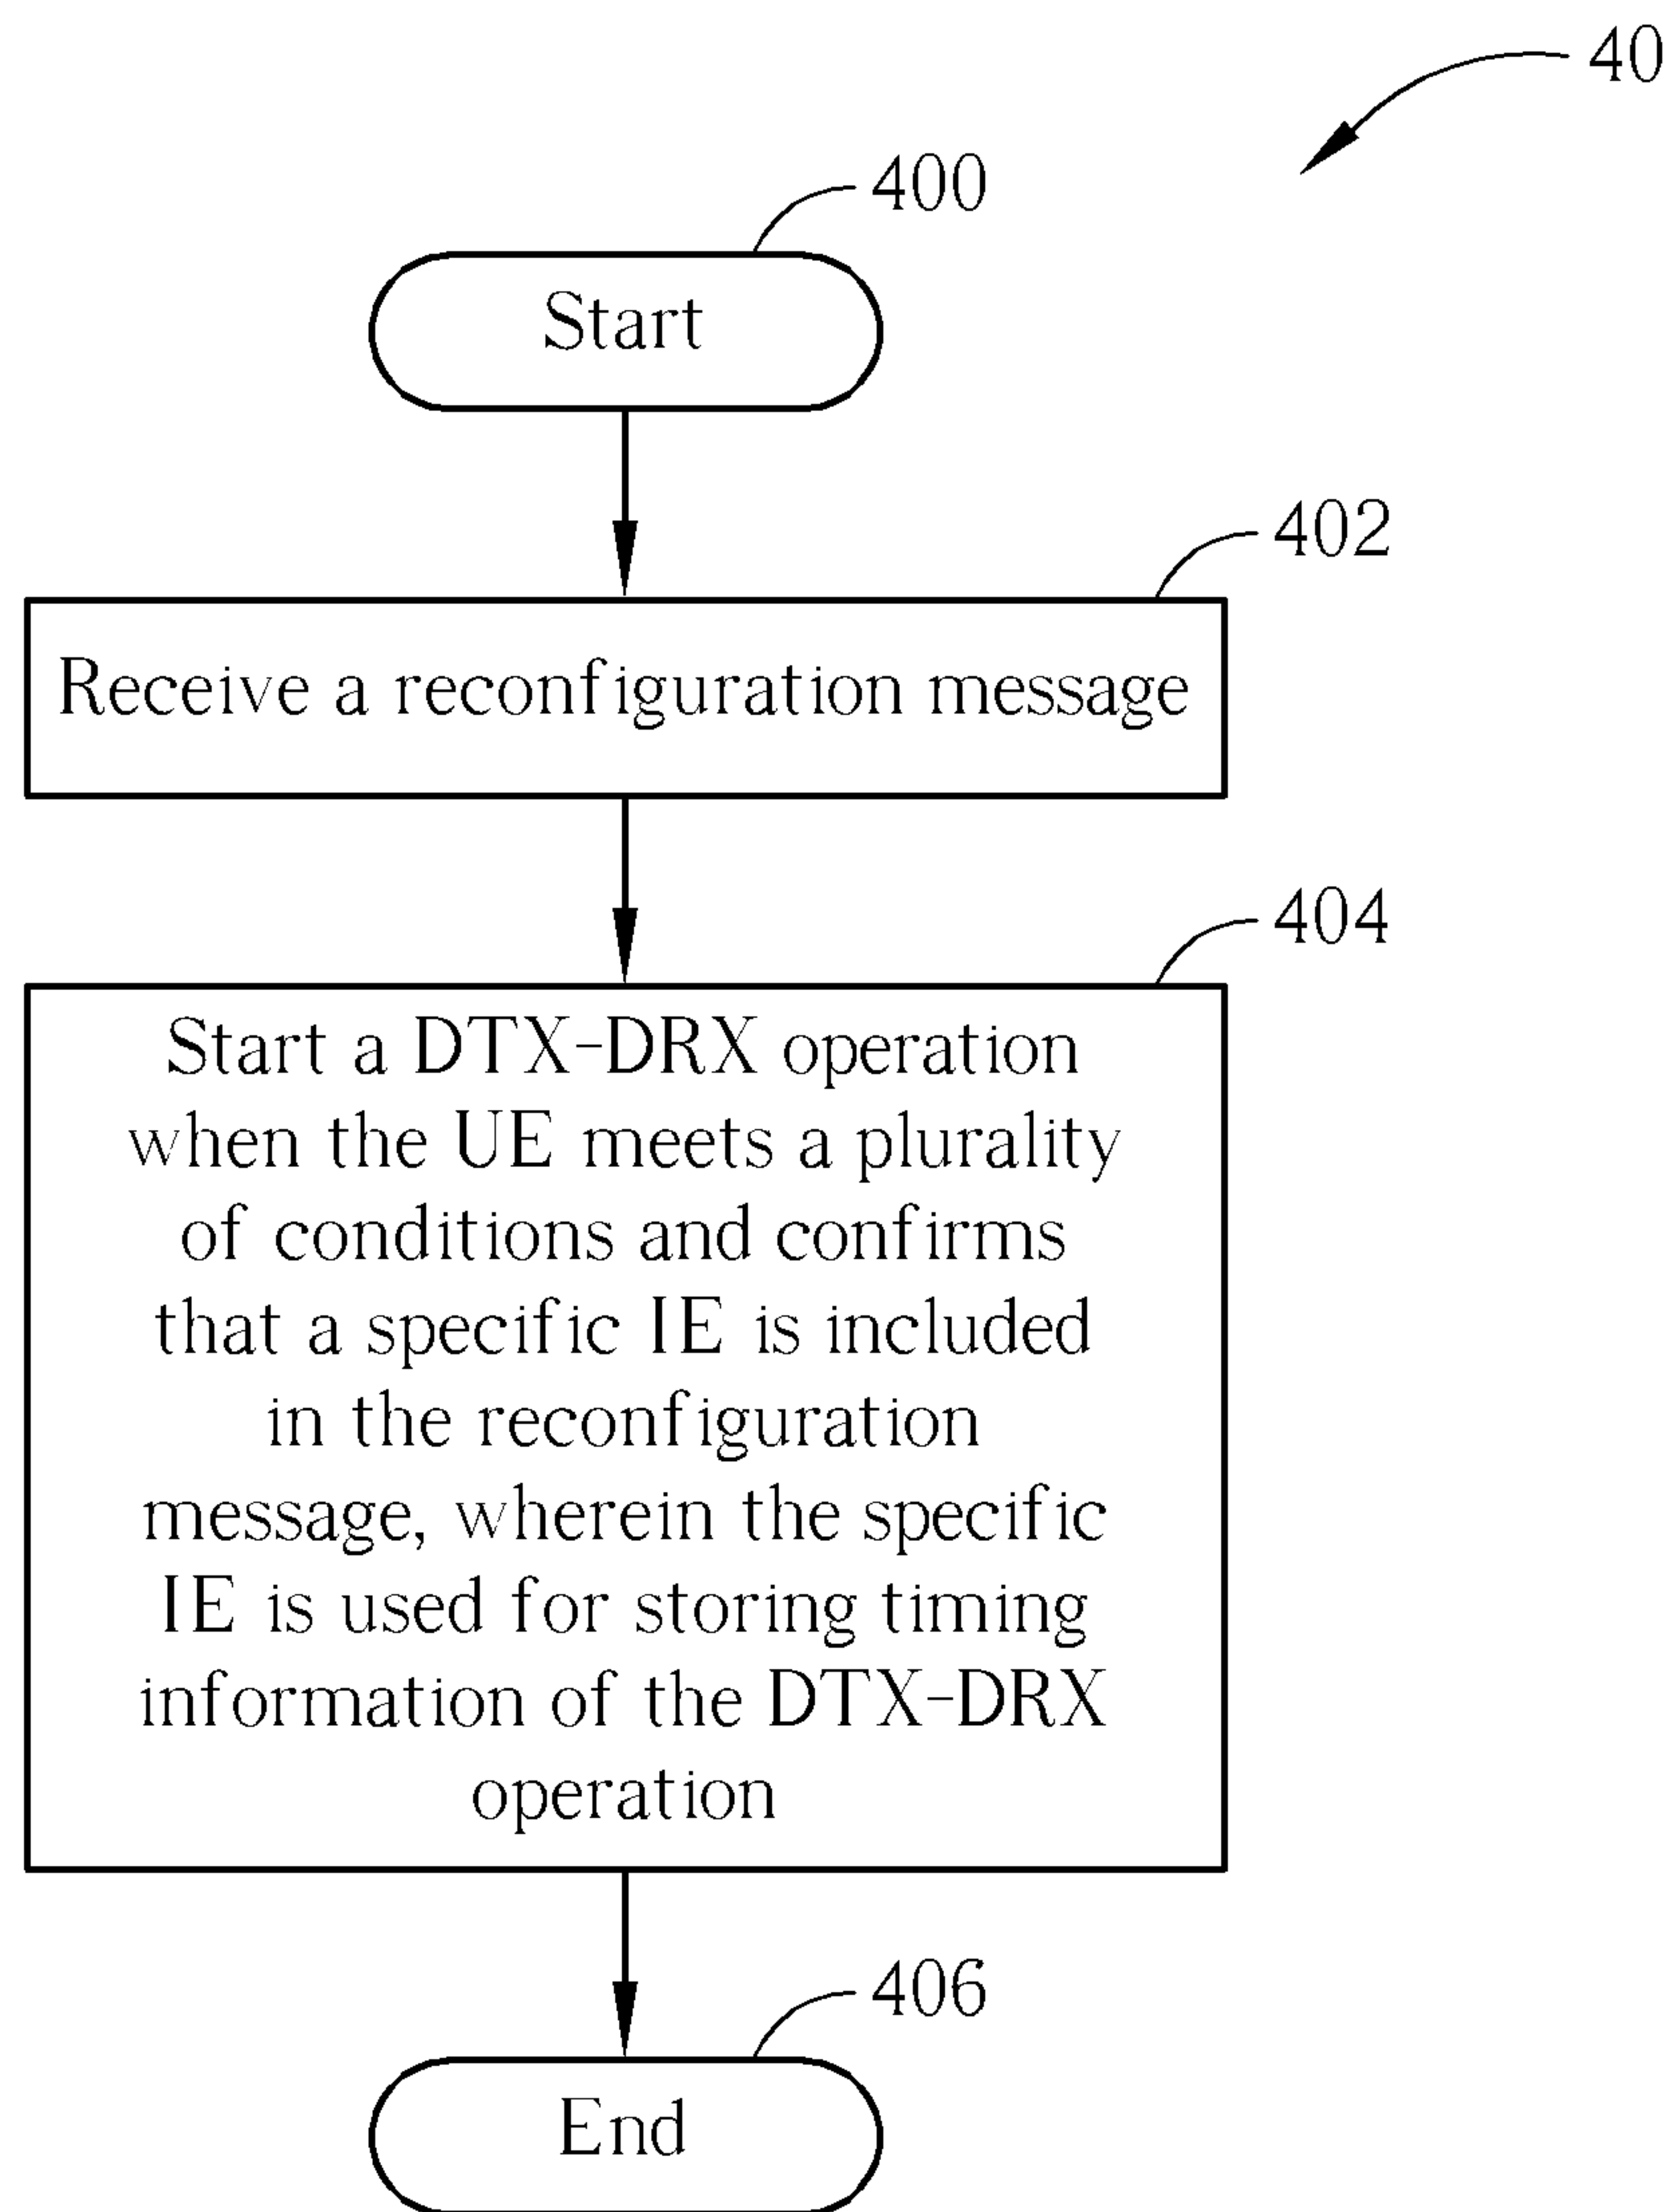 40
400
Start
402
Receive a reconfiguration message
404
Start a DTX-DRX operation
when the UE meets a plurality
of conditions and confirms
that a specific IE is included
in the reconfiguration
message, wherein the specific
IE is used for storing timing
information of the DTX-DRX
operation
406
End